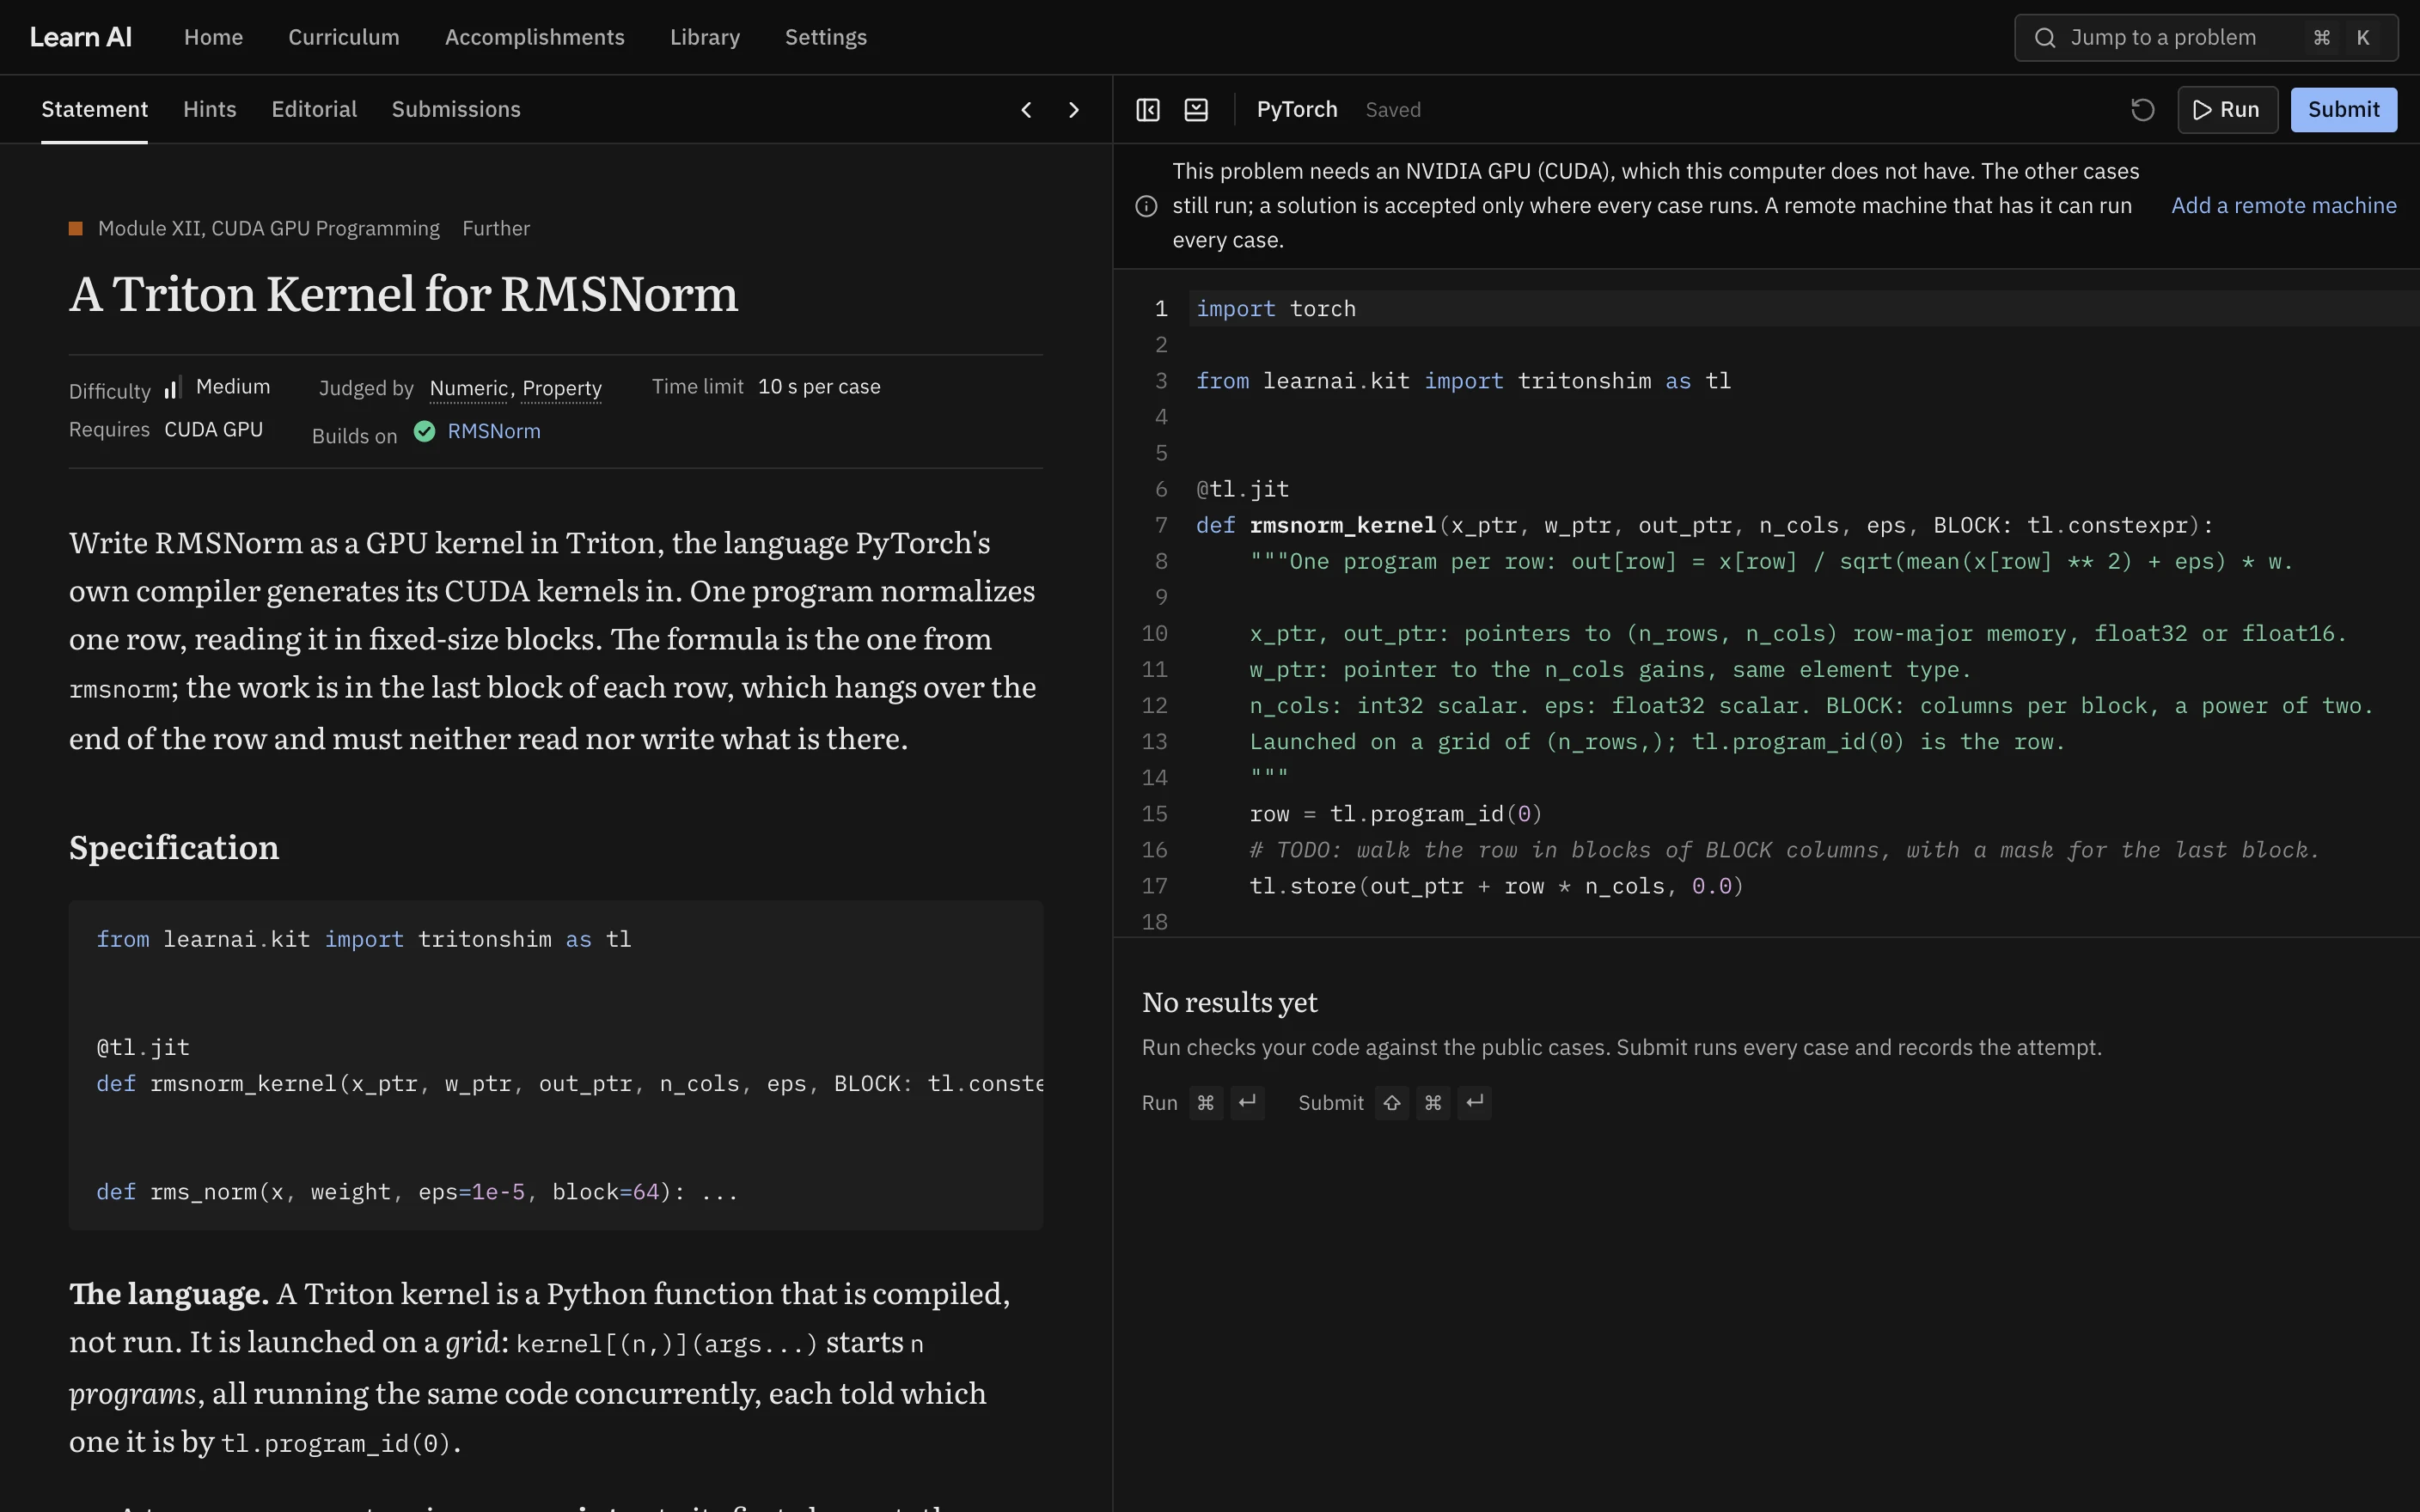 Learn AI Home Curriculum Accomplishments Library Settings Jump to a problem ⌘ K
Statement Hints Editorial Submissions
Module XII, CUDA GPU Programming Further
A Triton Kernel for RMSNorm
Difficulty Medium Judged by Numeric, Property Time limit 10 s per case
Requires CUDA GPU Builds on RMSNorm
Write RMSNorm as a GPU kernel in Triton, the language PyTorch's
own compiler generates its CUDA kernels in. One program normalizes
one row, reading it in fixed-size blocks. The formula is the one from
rmsnorm; the work is in the last block of each row, which hangs over the
end of the row and must neither read nor write what is there.
Specification
from learnai.kit import tritonshim as tl
@tl.jit
def rmsnorm_kernel(x_ptr, w_ptr, out_ptr, n_cols, eps, BLOCK: tl.conste
def rms_norm(x, weight, eps=1e-5, block=64): ...
The language. A Triton kernel is a Python function that is compiled,
not run. It is launched on a grid: kernel[(n,)](args...) starts n
programs, all running the same code concurrently, each told which
one it is by tl.program_id(0).
PyTorch Saved Run Submit
This problem needs an NVIDIA GPU (CUDA), which this computer does not have. The other cases
still run; a solution is accepted only where every case runs. A remote machine that has it can run
every case.
Add a remote machine
1 import torch
2
3 from learnai.kit import tritonshim as tl
4
5
6 @tl.jit
7 def rmsnorm_kernel(x_ptr, w_ptr, out_ptr, n_cols, eps, BLOCK: tl.constexpr):
8 """One program per row: out[row] = x[row] / sqrt(mean(x[row] ** 2) + eps) * w.
9
10 x_ptr, out_ptr: pointers to (n_rows, n_cols) row-major memory, float32 or float16.
11 w_ptr: pointer to the n_cols gains, same element type.
12 n_cols: int32 scalar. eps: float32 scalar. BLOCK: columns per block, a power of two.
13 Launched on a grid of (n_rows,); tl.program_id(0) is the row.
14 """
15 row = tl.program_id(0)
16 # TODO: walk the row in blocks of BLOCK columns, with a mask for the last block.
17 tl.store(out_ptr + row * n_cols, 0.0)
18
No results yet
Run checks your code against the public cases. Submit runs every case and records the attempt.
Run ⌘ ↵ Submit ⇧ ⌘ ↵